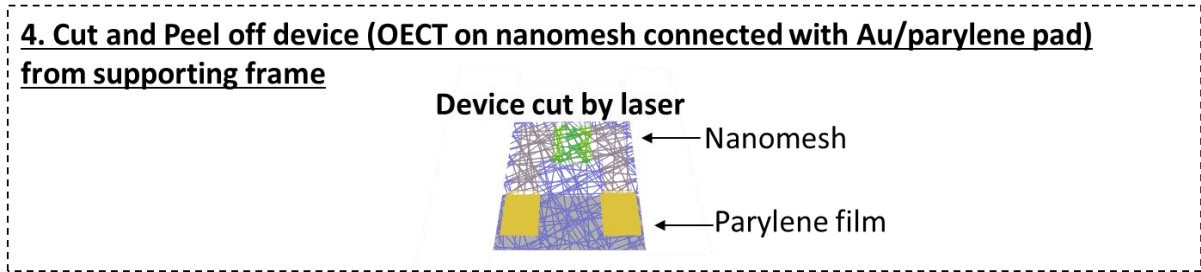 4. Cut and Peel off device (OECT on nanomesh connected with Au/parylene pad)
from supporting frame
Device cut by laser
Nanomesh
Parylene film